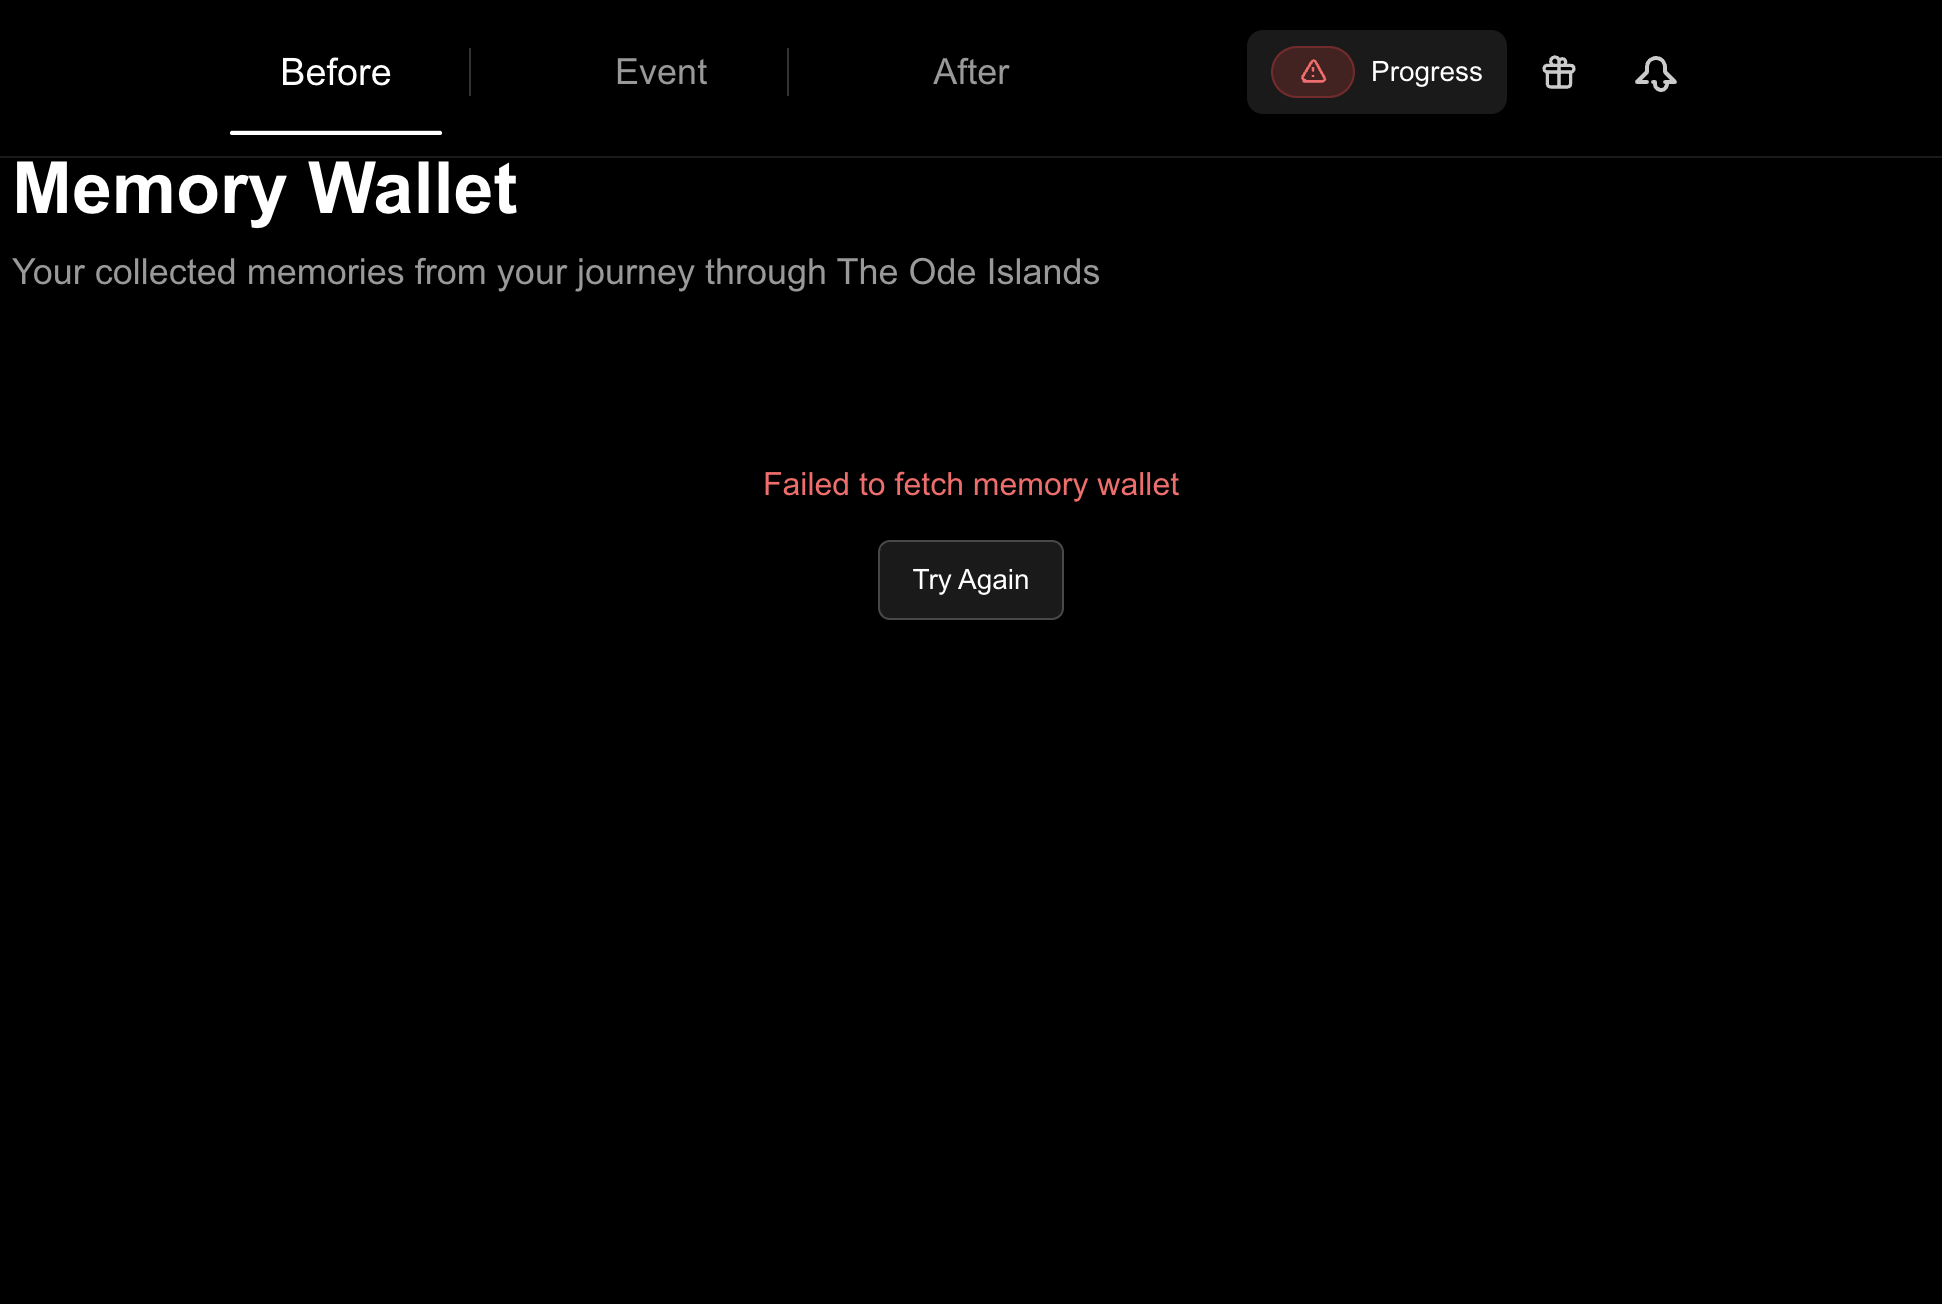 Before
Event
After
Progress
Memory Wallet
Your collected memories from your journey through The Ode Islands
Failed to fetch memory wallet
Try Again